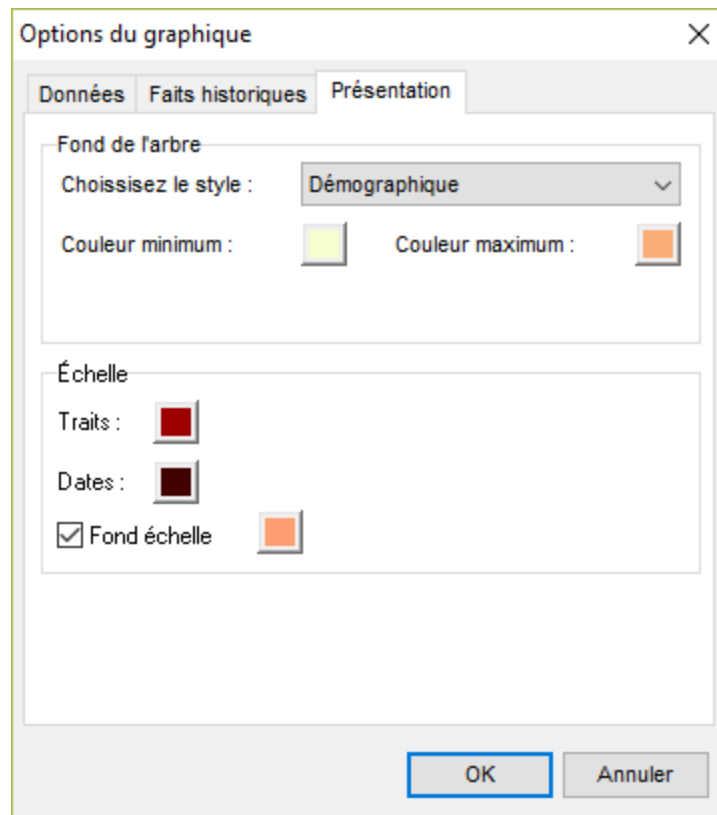 Options du graphique
Données Faits historiques Présentation
Fond de l'arbre
Choissisez le style : Démographique
Couleur minimum : Couleur maximum :
Échelle
Traits :
Dates :
Fond échelle
OK Annuler